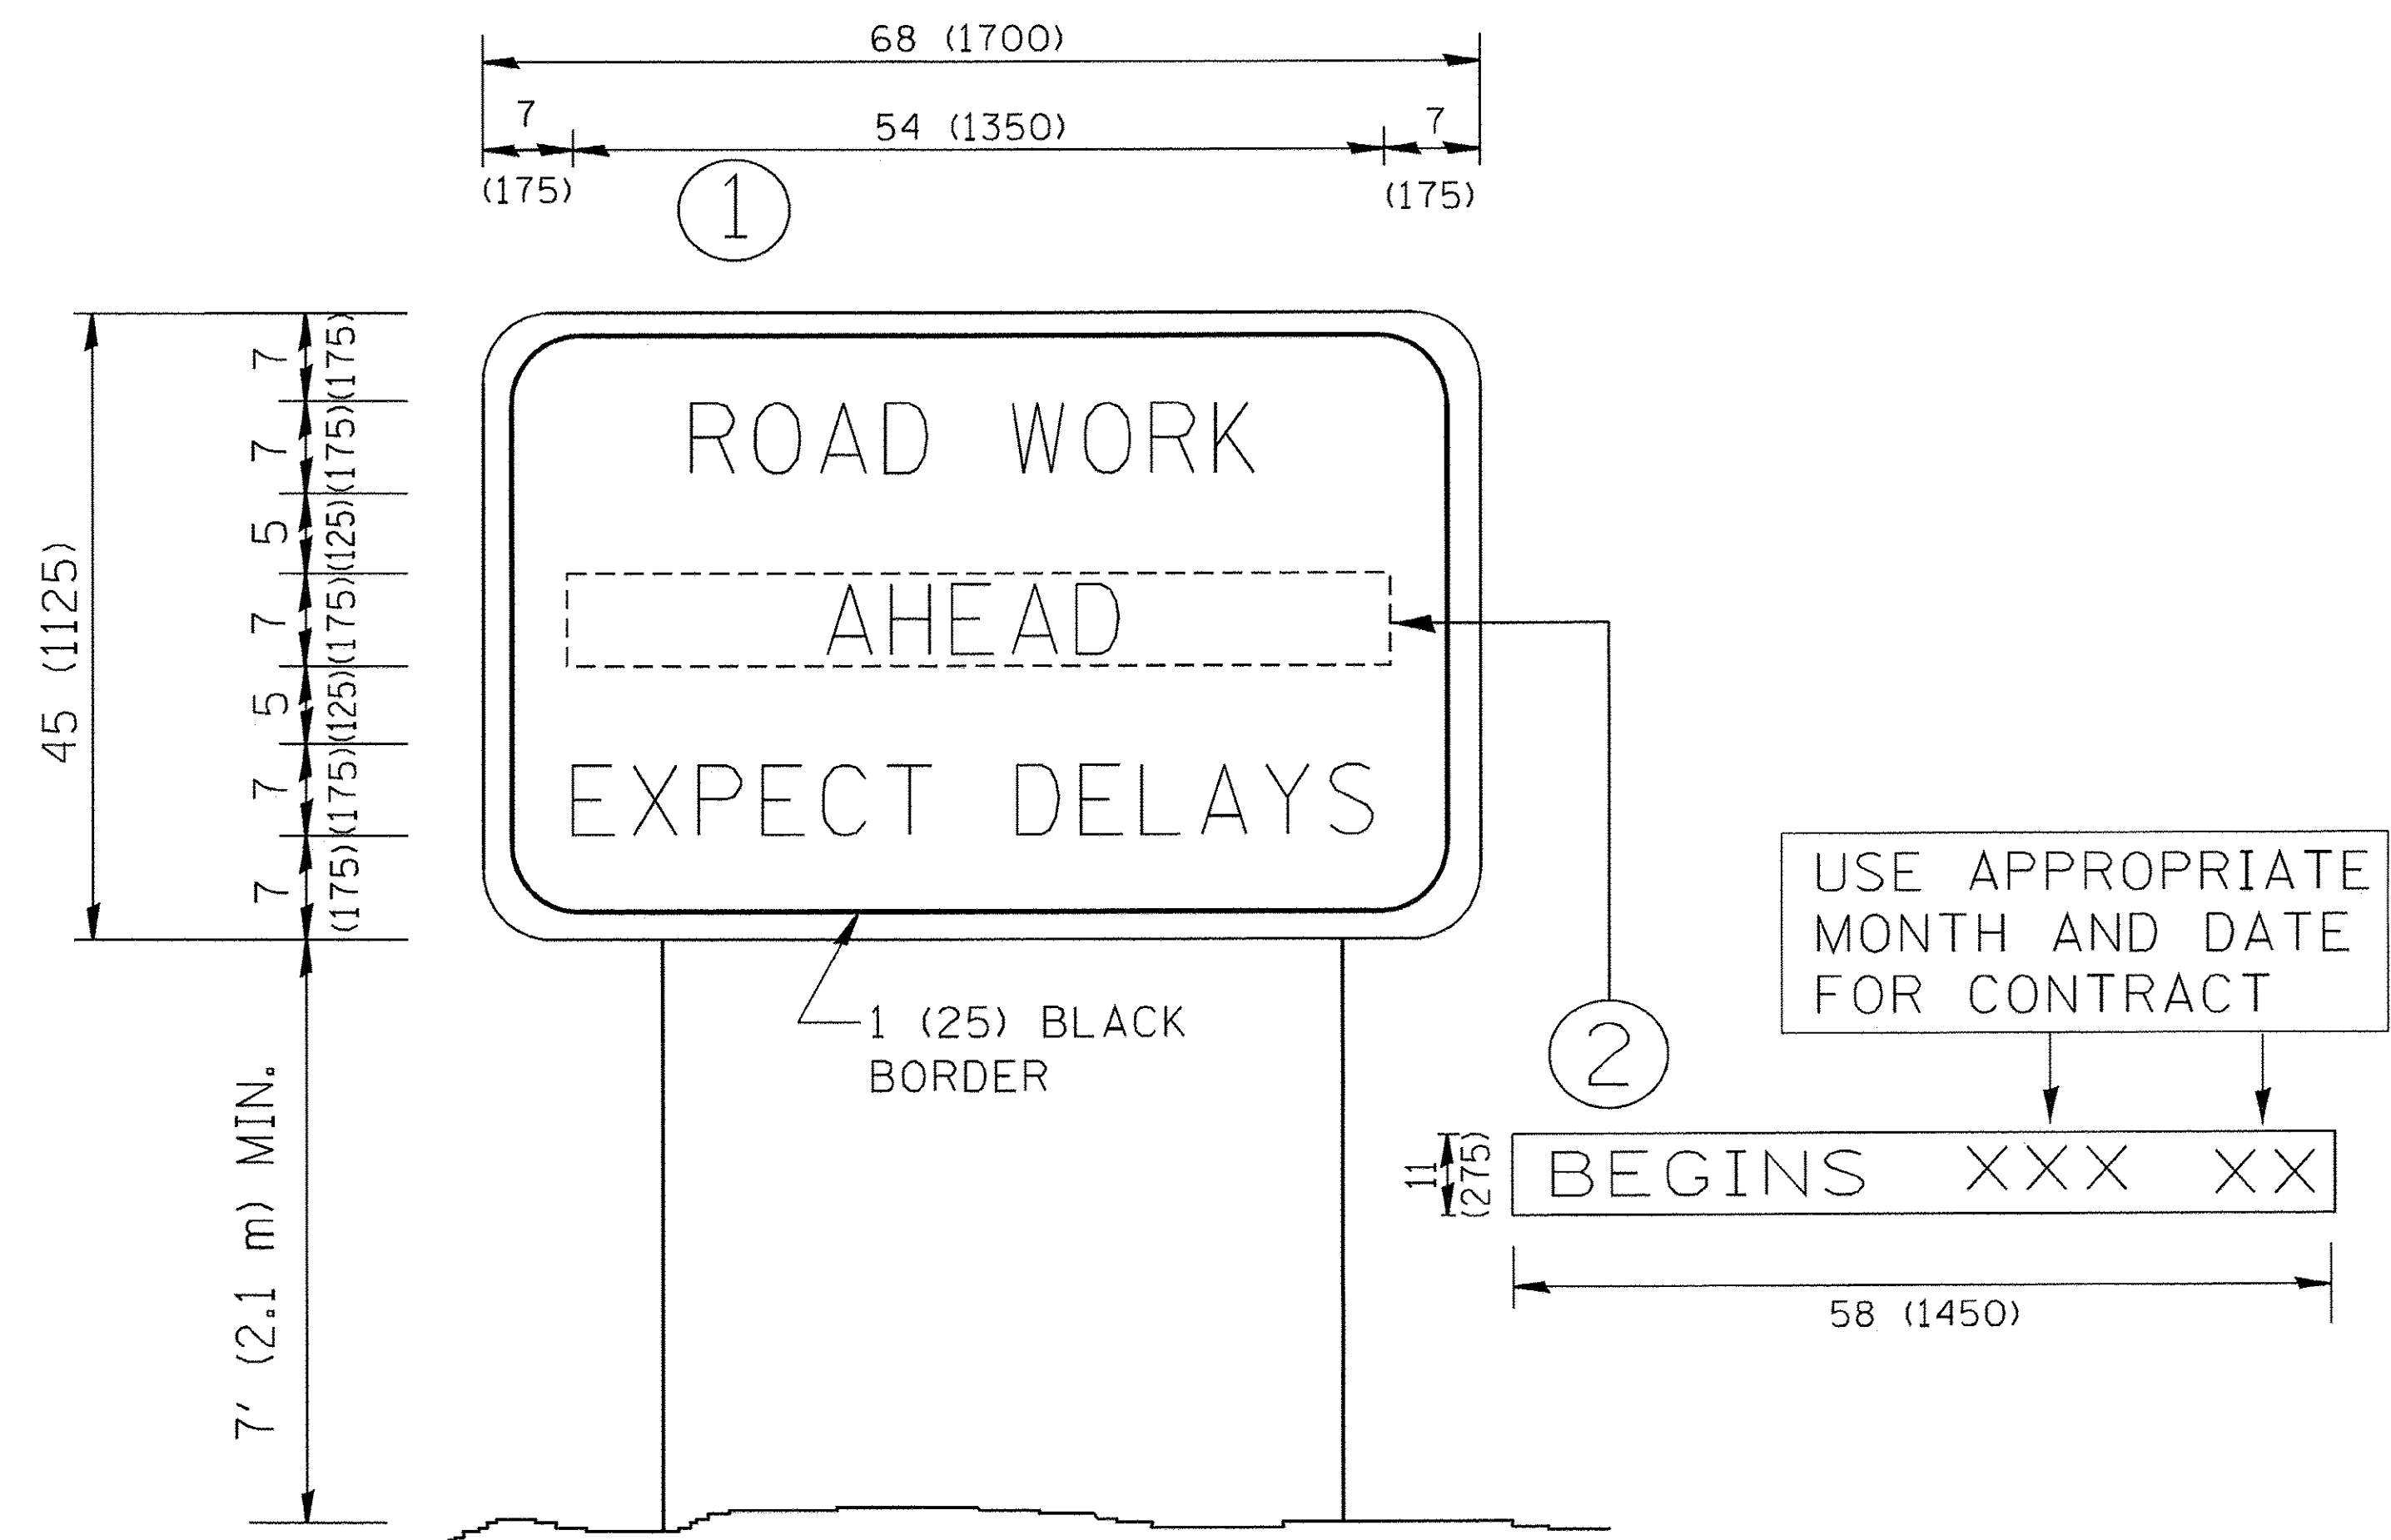 68 (1700)
7
54 (1350)
7
(175)
(175)
1
45 (1125)
7
(175)
7
(175)
5
(125)
7
(175)
5
(125)
7
(175)
7
(175)
ROAD WORK
AHEAD
EXPECT DELAYS
1 (25) BLACK
BORDER
7' (2.1 m) MIN.
USE APPROPRIATE
MONTH AND DATE
FOR CONTRACT
2
11
(275)
BEGINS XXX XX
58 (1450)